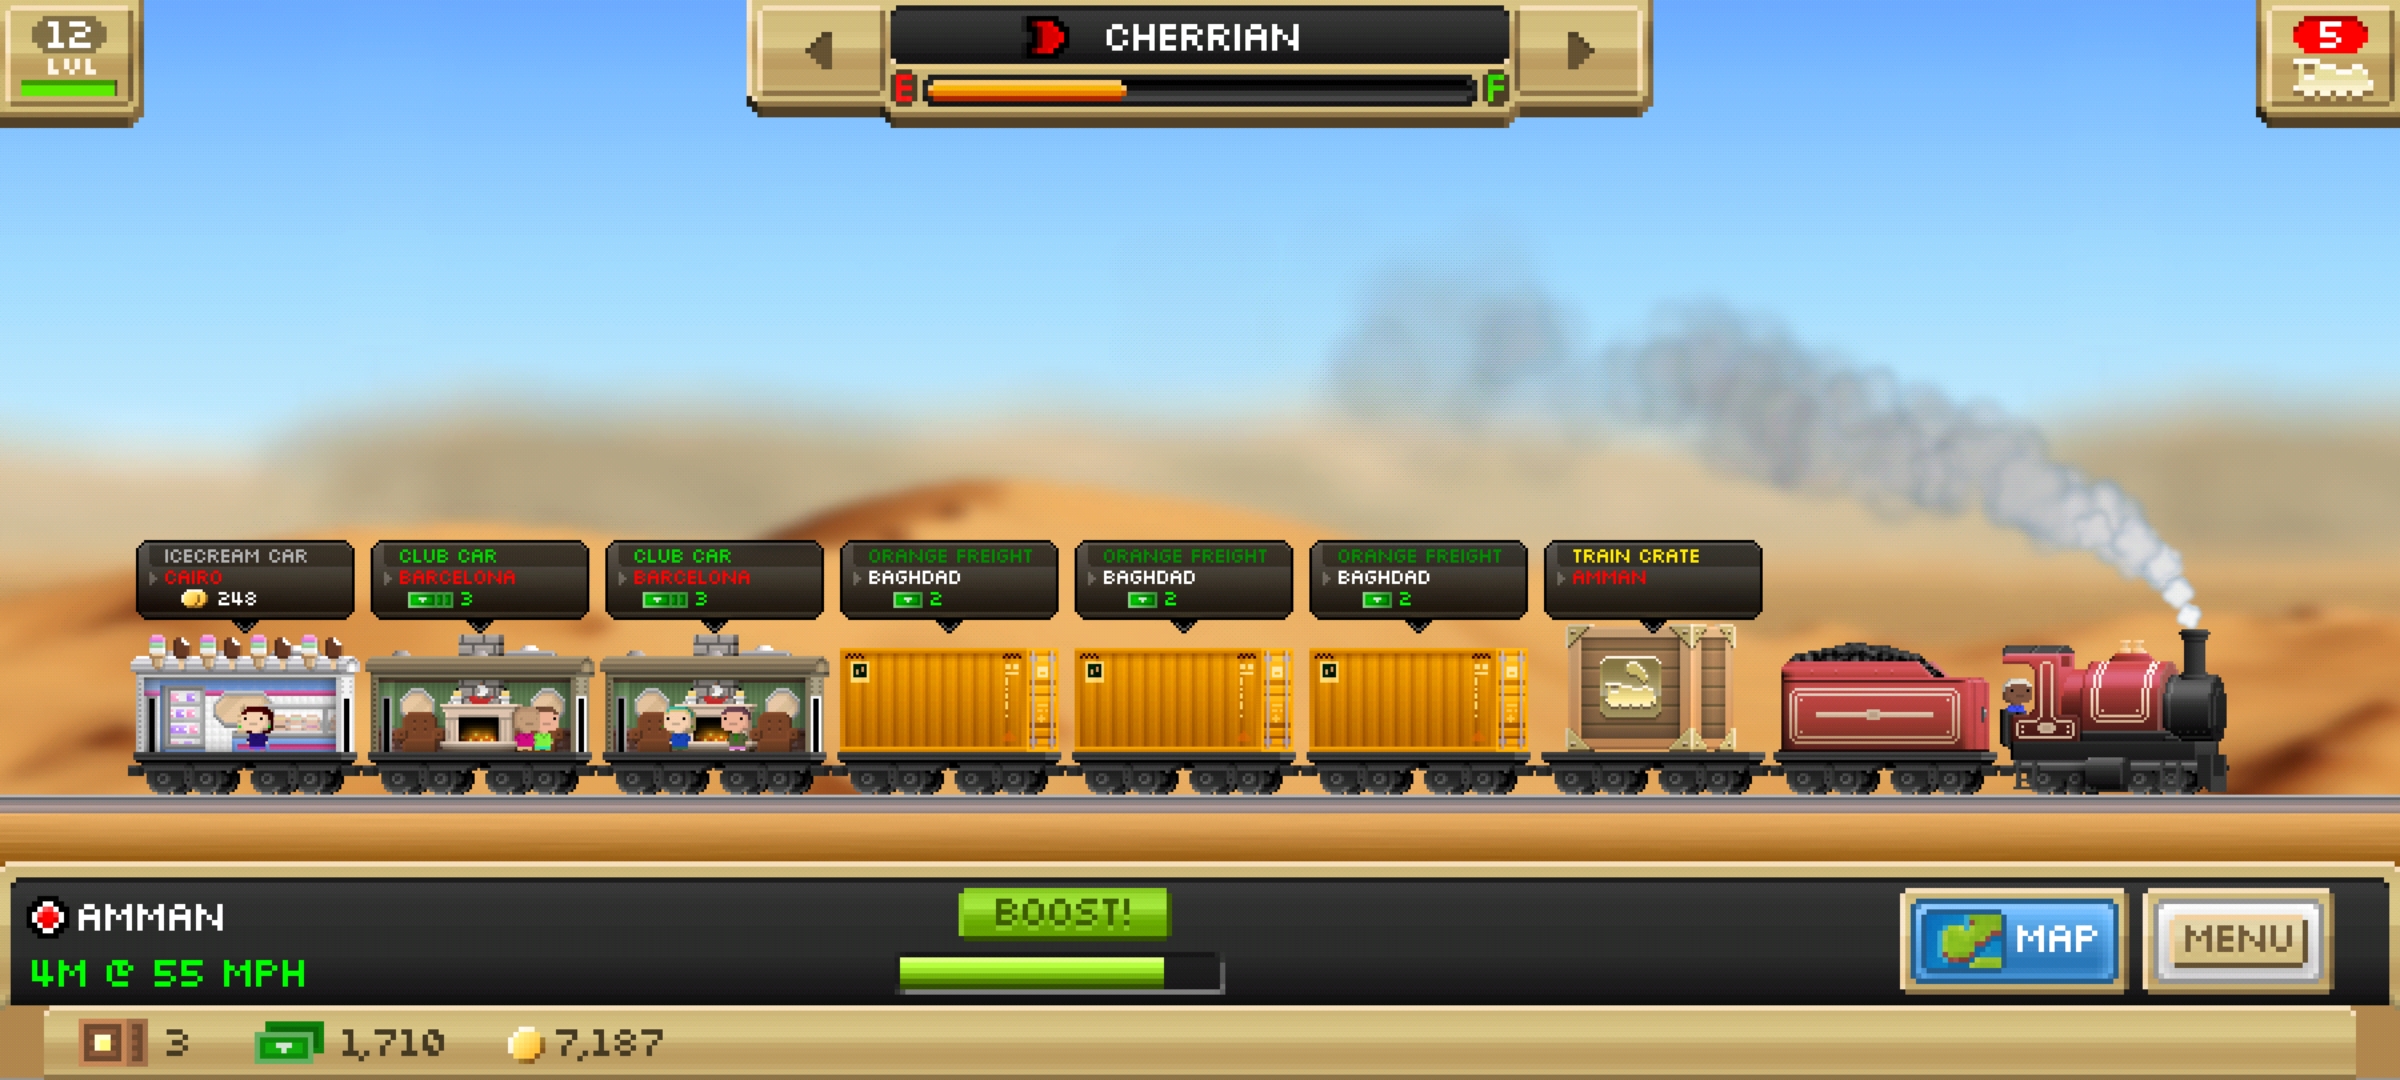 12
LVL
CHERRIAN
E
F
5
ICECREAM CAR
CAIRO
248
CLUB CAR
BARCELONA
3
CLUB CAR
BARCELONA
3
ORANGE FREIGHT
BAGHDAD
2
ORANGE FREIGHT
BAGHDAD
2
ORANGE FREIGHT
BAGHDAD
2
TRAIN CRATE
AMMAN
AMMAN
4M @ 55 MPH
BOOST!
MAP
MENU
3
1,710
7,187